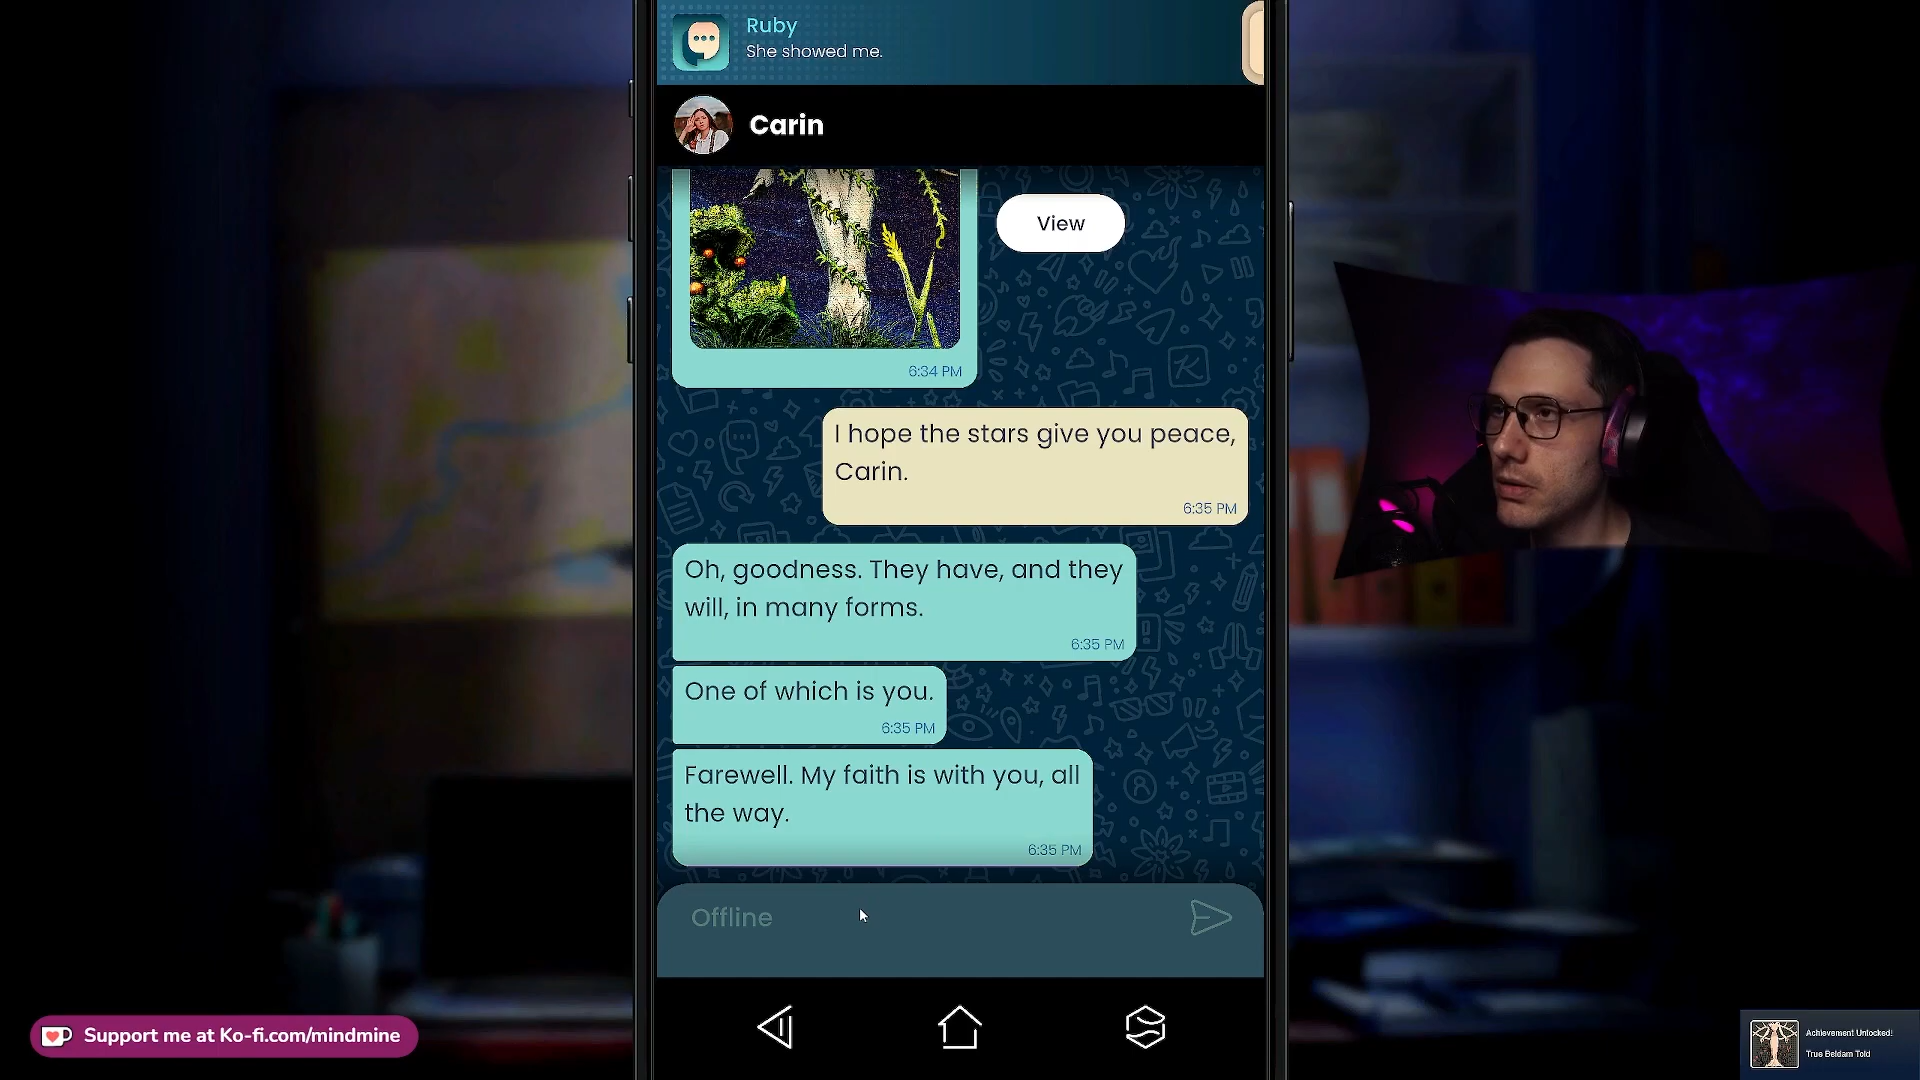 Ruby
She showed me.
Carin
View
6:34 PM
I hope the stars give you peace,
Carin.
6:35 PM
Oh, goodness. They have, and they
will, in many forms.
6:35 PM
One of which is you.
6:35 PM
Farewell. My faith is with you, all
the way.
6:35 PM
Offline
Support me at Ko-fi.com/mindmine
Achievement Unlocked!
True Beldam Told